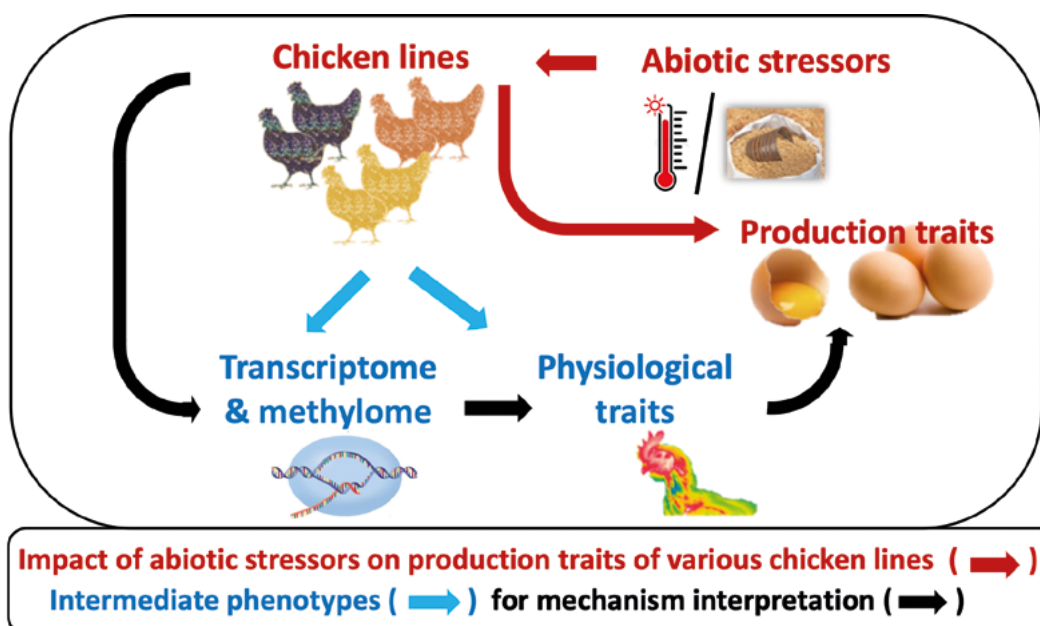 Chicken lines
Abiotic stressors
Production traits
Transcriptome
& methylome
Physiological
traits
Impact of abiotic stressors on production traits of various chicken lines ( )
Intermediate phenotypes ( ) for mechanism interpretation ( )